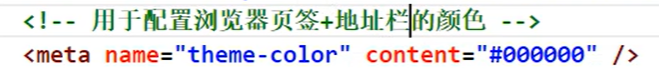 <!-- 用于配置浏览器页签+地址栏的颜色 -->
<meta name="theme-color" content="#000000" />